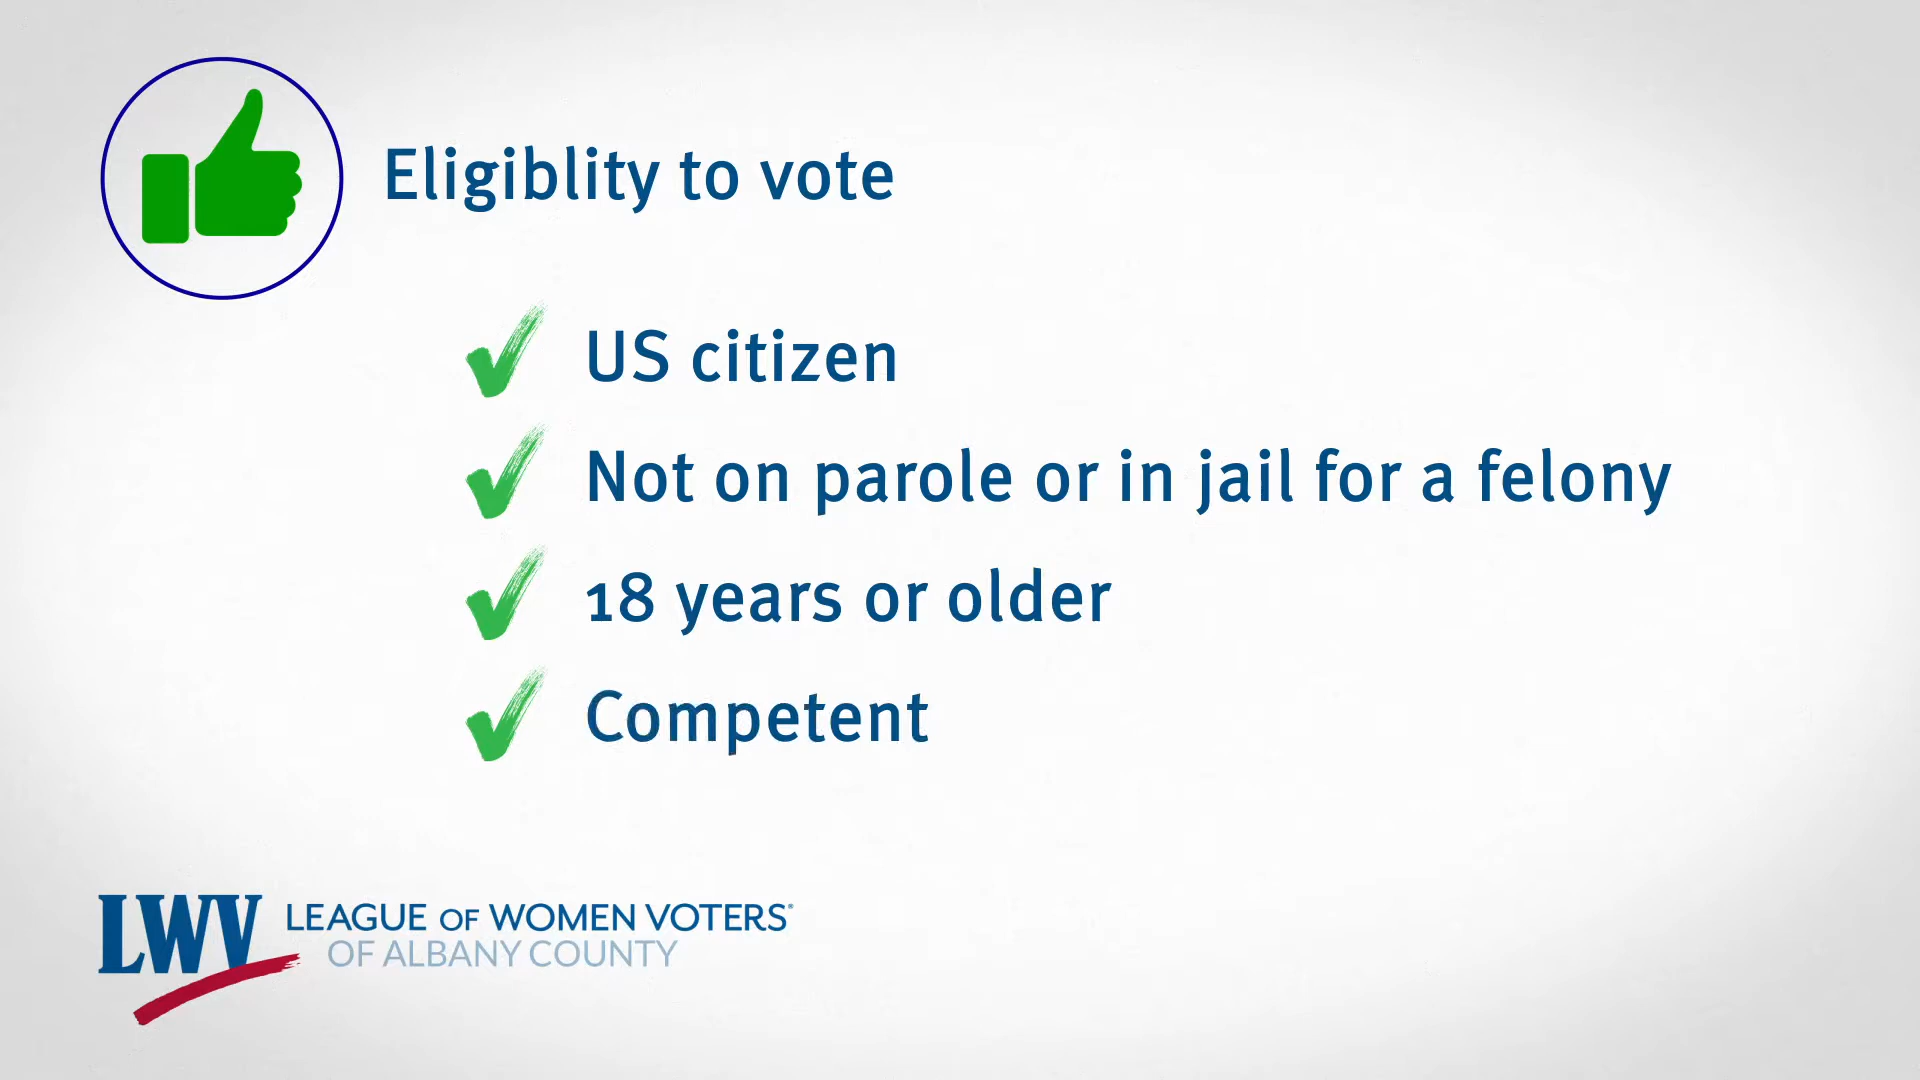 Eligiblity to vote
US citizen
Not on parole or in jail for a felony
18 years or older
Competent
LWV LEAGUE OF WOMEN VOTERS®
OF ALBANY COUNTY